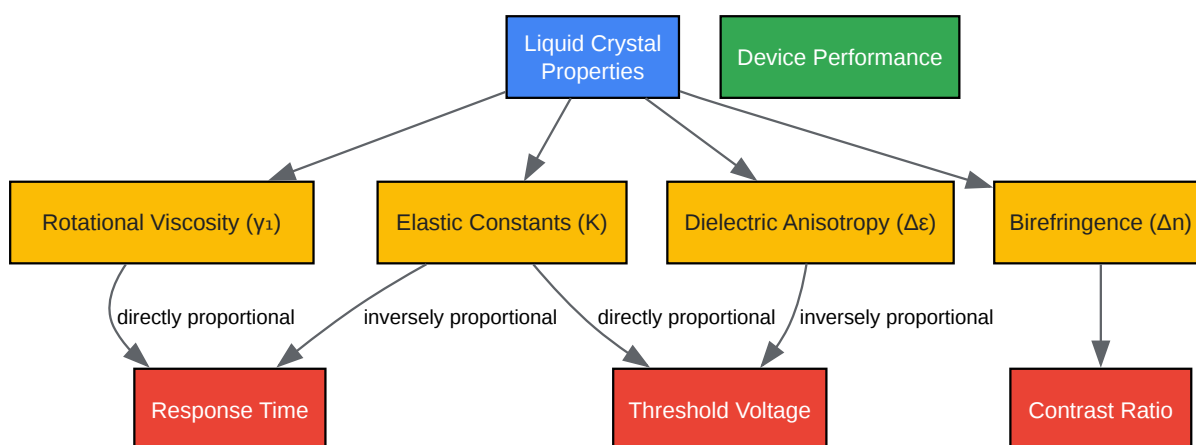 Liquid Crystal
Properties
Device Performance
Rotational Viscosity (γ₁)
Elastic Constants (K)
Dielectric Anisotropy (Δε)
Birefringence (Δn)
directly proportional
inversely proportional
directly proportional
inversely proportional
Response Time
Threshold Voltage
Contrast Ratio